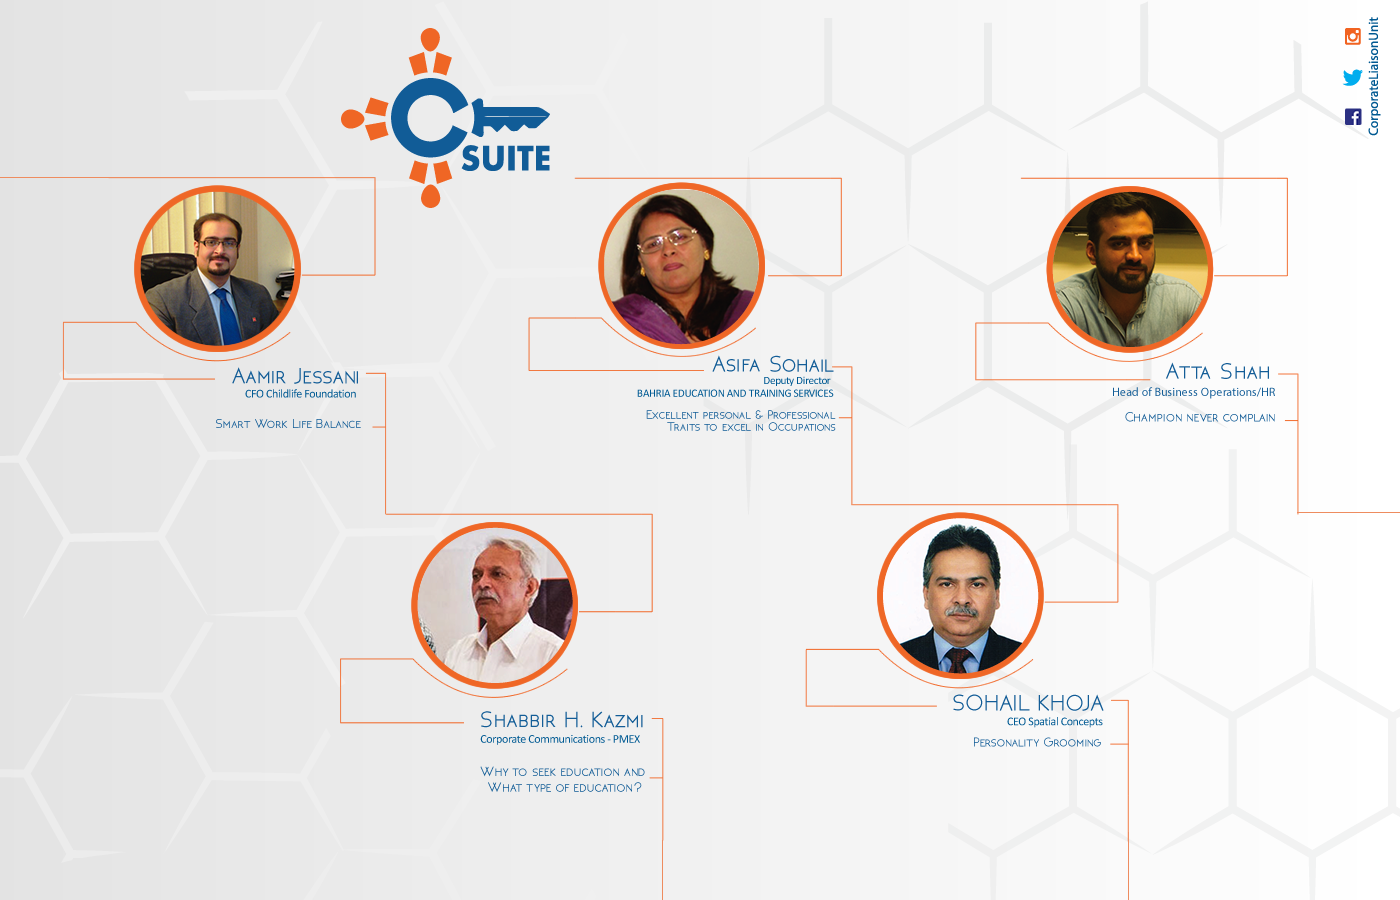 CorporateLiaisonUnit
C
SUITE
AAMIR JESSANI
CFO Childlife Foundation
SMART WORK LIFE BALANCE
ASIFA SOHAIL
Deputy Director
BAHRIA EDUCATION AND TRAINING SERVICES
EXCELLENT PERSONAL & PROFESSIONAL
TRAITS TO EXCEL IN OCCUPATIONS
ATTA SHAH
Head of Business Operations/HR
CHAMPION NEVER COMPLAIN
SHABBIR H. KAZMI
Corporate Communications - PMEX
WHY TO SEEK EDUCATION AND
WHAT TYPE OF EDUCATION?
SOHAIL KHOJA
CEO Spatial Concepts
PERSONALITY GROOMING